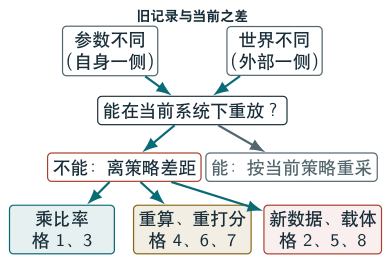 旧记录与当前之差
参数不同
（自身一侧）
世界不同
（外部一侧）
能在当前系统下重放？
不能：离策略差距
能：按当前策略重采
乘比率
格 1、3
重算、重打分
格 4、6、7
新数据、载体
格 2、5、8